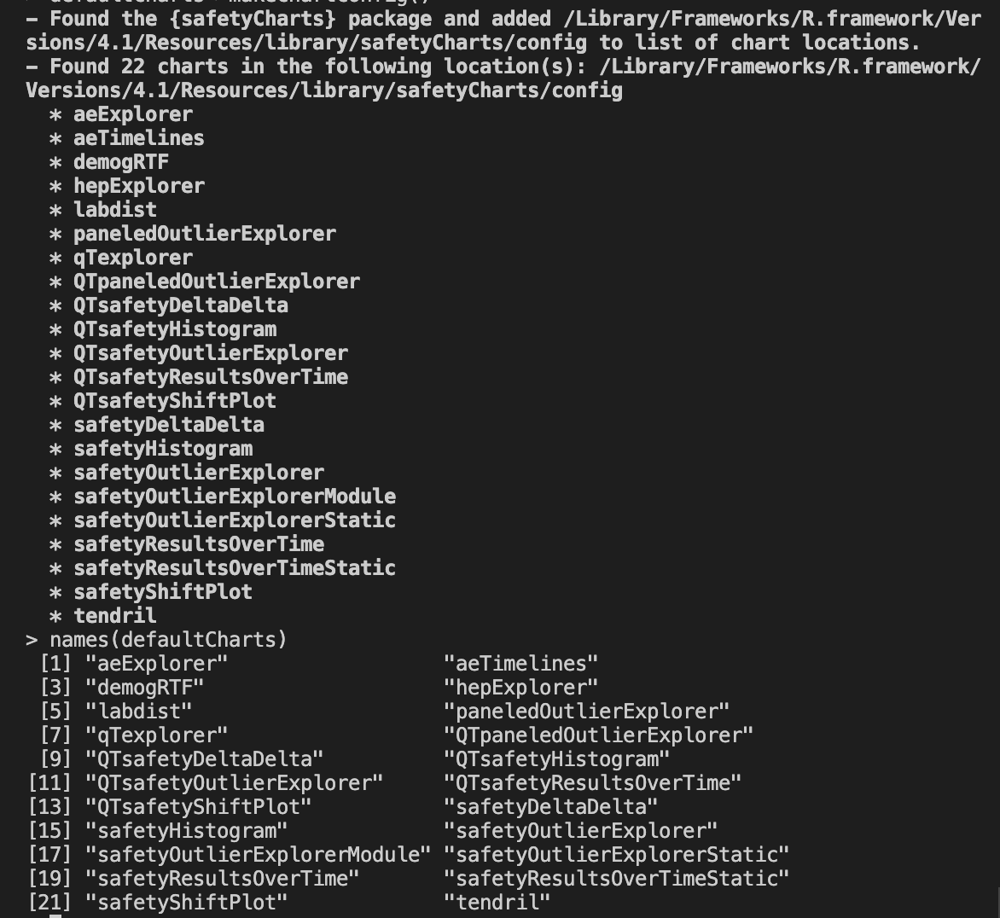 – Found the {safetyCharts} package and added /Library/Frameworks/R.framework/Ver
sions/4.1/Resources/library/safetyCharts/config to list of chart locations.
– Found 22 charts in the following location(s): /Library/Frameworks/R.framework/
Versions/4.1/Resources/library/safetyCharts/config
  * aeExplorer
  * aeTimelines
  * demogRTF
  * hepExplorer
  * labdist
  * paneledOutlierExplorer
  * qTexplorer
  * QTpaneledOutlierExplorer
  * QTsafetyDeltaDelta
  * QTsafetyHistogram
  * QTsafetyOutlierExplorer
  * QTsafetyResultsOverTime
  * QTsafetyShiftPlot
  * safetyDeltaDelta
  * safetyHistogram
  * safetyOutlierExplorer
  * safetyOutlierExplorerModule
  * safetyOutlierExplorerStatic
  * safetyResultsOverTime
  * safetyResultsOverTimeStatic
  * safetyShiftPlot
  * tendril
> names(defaultCharts)
 [1] "aeExplorer"                  "aeTimelines"
 [3] "demogRTF"                    "hepExplorer"
 [5] "labdist"                     "paneledOutlierExplorer"
 [7] "qTexplorer"                  "QTpaneledOutlierExplorer"
 [9] "QTsafetyDeltaDelta"          "QTsafetyHistogram"
[11] "QTsafetyOutlierExplorer"     "QTsafetyResultsOverTime"
[13] "QTsafetyShiftPlot"           "safetyDeltaDelta"
[15] "safetyHistogram"             "safetyOutlierExplorer"
[17] "safetyOutlierExplorerModule" "safetyOutlierExplorerStatic"
[19] "safetyResultsOverTime"       "safetyResultsOverTimeStatic"
[21] "safetyShiftPlot"             "tendril"